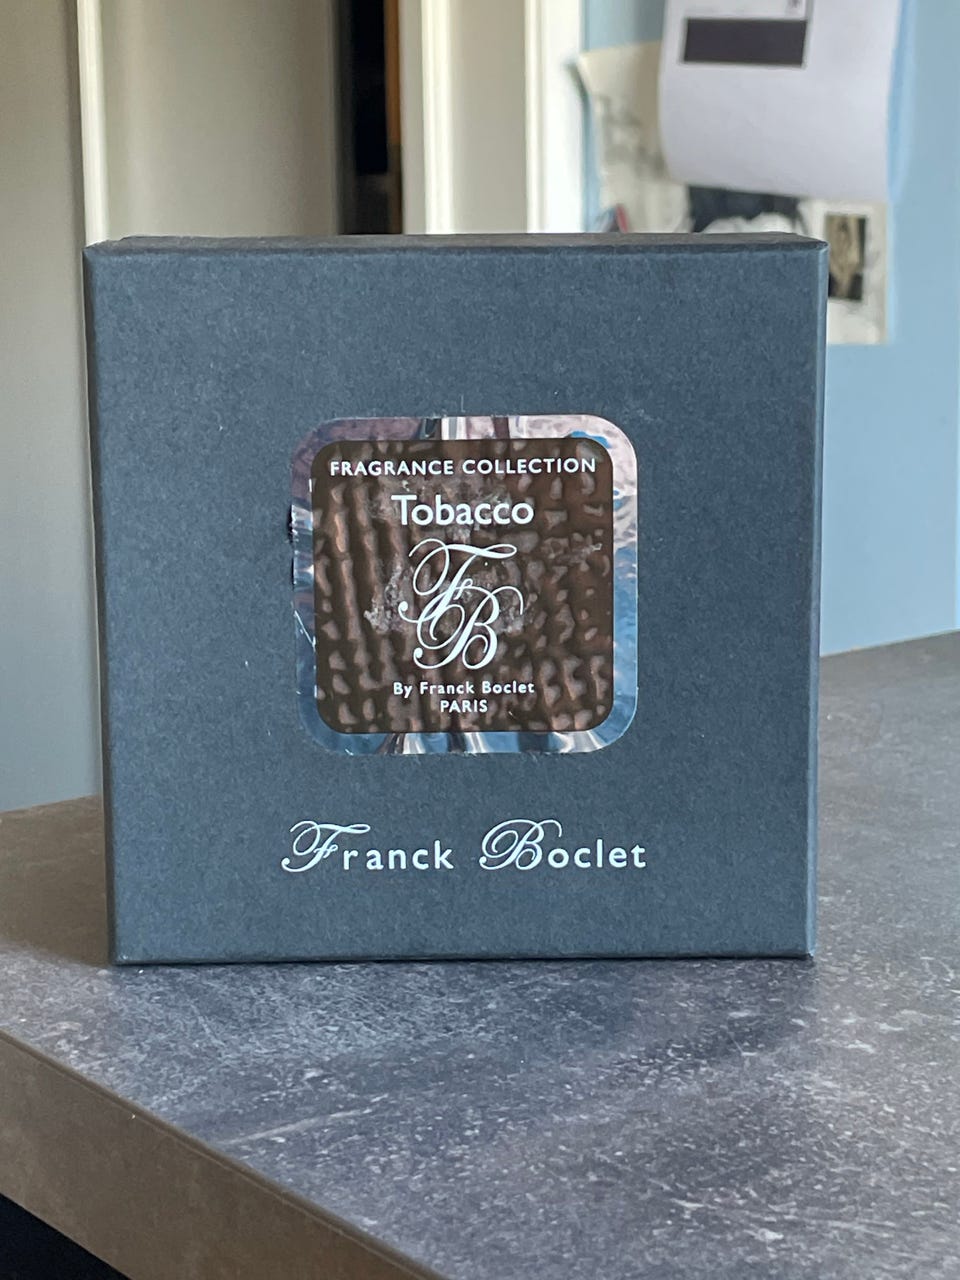 FRAGRANCE COLLECTION
Tobacco
FB
By Franck Boclet
PARIS
Franck Boclet